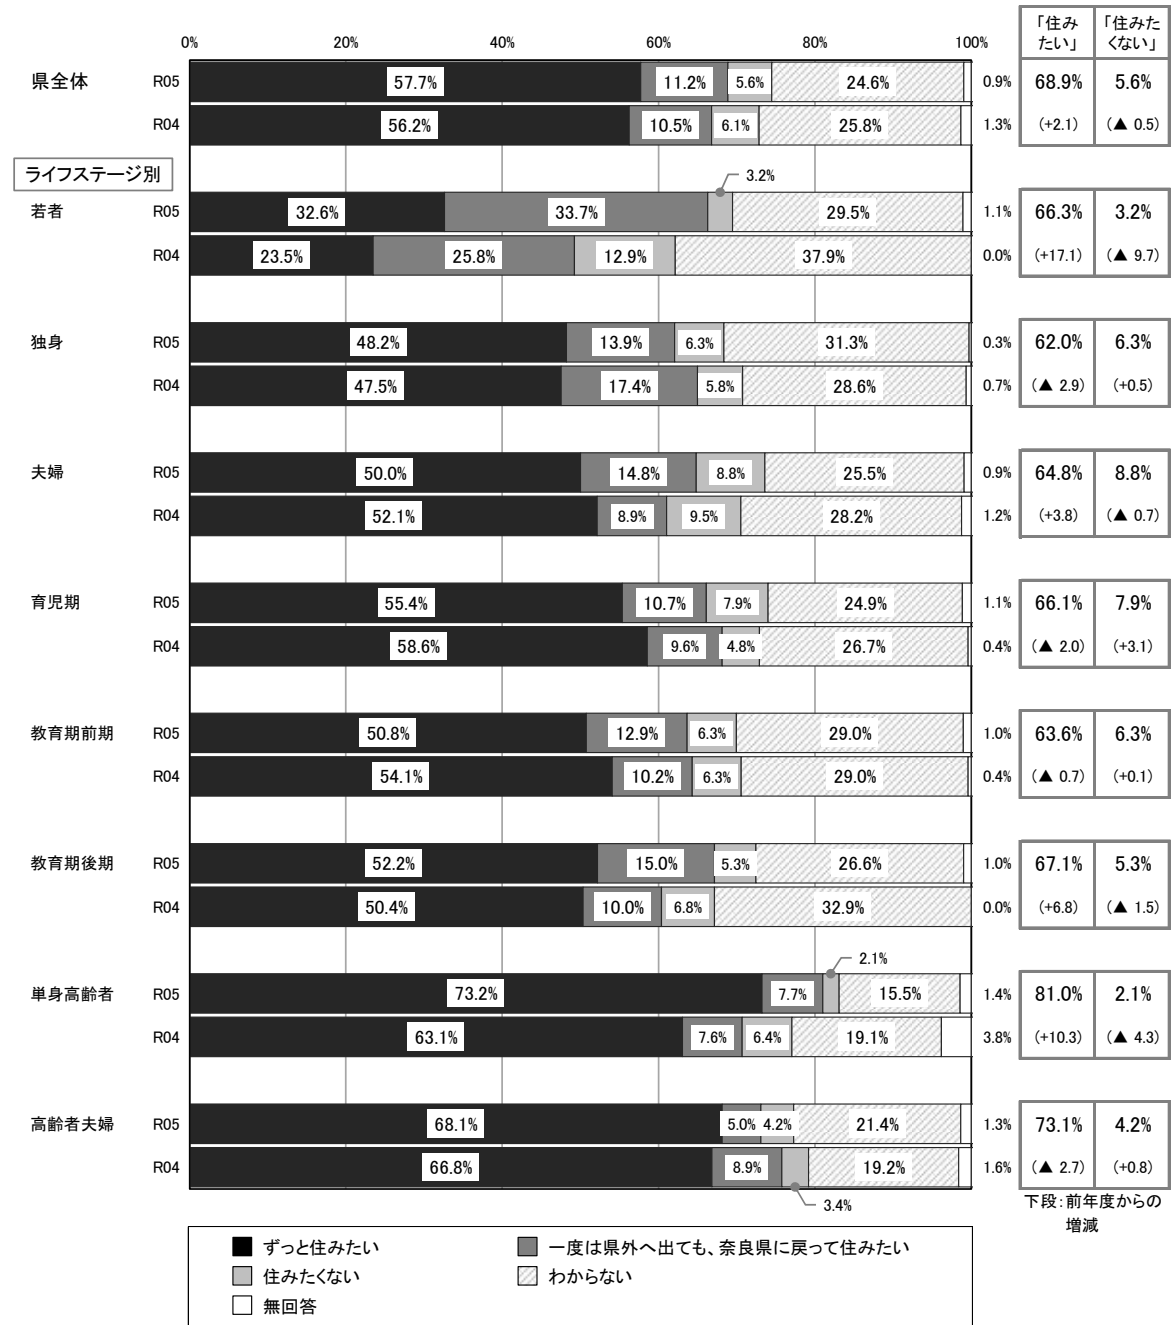 「住みたい」 「住みたくない」
0% 20% 40% 60% 80% 100%
県全体 R05 57.7% 11.2% 5.6% 24.6% 0.9% 68.9% 5.6%
R04 56.2% 10.5% 6.1% 25.8% 1.3% (+2.1) (▲ 0.5)
ライフステージ別
3.2%
若者 R05 32.6% 33.7% 29.5% 1.1% 66.3% 3.2%
R04 23.5% 25.8% 12.9% 37.9% 0.0% (+17.1) (▲ 9.7)
独身 R05 48.2% 13.9% 6.3% 31.3% 0.3% 62.0% 6.3%
R04 47.5% 17.4% 5.8% 28.6% 0.7% (▲ 2.9) (+0.5)
夫婦 R05 50.0% 14.8% 8.8% 25.5% 0.9% 64.8% 8.8%
R04 52.1% 8.9% 9.5% 28.2% 1.2% (+3.8) (▲ 0.7)
育児期 R05 55.4% 10.7% 7.9% 24.9% 1.1% 66.1% 7.9%
R04 58.6% 9.6% 4.8% 26.7% 0.4% (▲ 2.0) (+3.1)
教育期前期 R05 50.8% 12.9% 6.3% 29.0% 1.0% 63.6% 6.3%
R04 54.1% 10.2% 6.3% 29.0% 0.4% (▲ 0.7) (+0.1)
教育期後期 R05 52.2% 15.0% 5.3% 26.6% 1.0% 67.1% 5.3%
R04 50.4% 10.0% 6.8% 32.9% 0.0% (+6.8) (▲ 1.5)
2.1%
単身高齢者 R05 73.2% 7.7% 15.5% 1.4% 81.0% 2.1%
R04 63.1% 7.6% 6.4% 19.1% 3.8% (+10.3) (▲ 4.3)
高齢者夫婦 R05 68.1% 5.0% 4.2% 21.4% 1.3% 73.1% 4.2%
R04 66.8% 8.9% 19.2% 1.6% (▲ 2.7) (+0.8)
3.4%
下段:前年度からの
増減
ずっと住みたい 一度は県外へ出ても、奈良県に戻って住みたい
住みたくない わからない
無回答